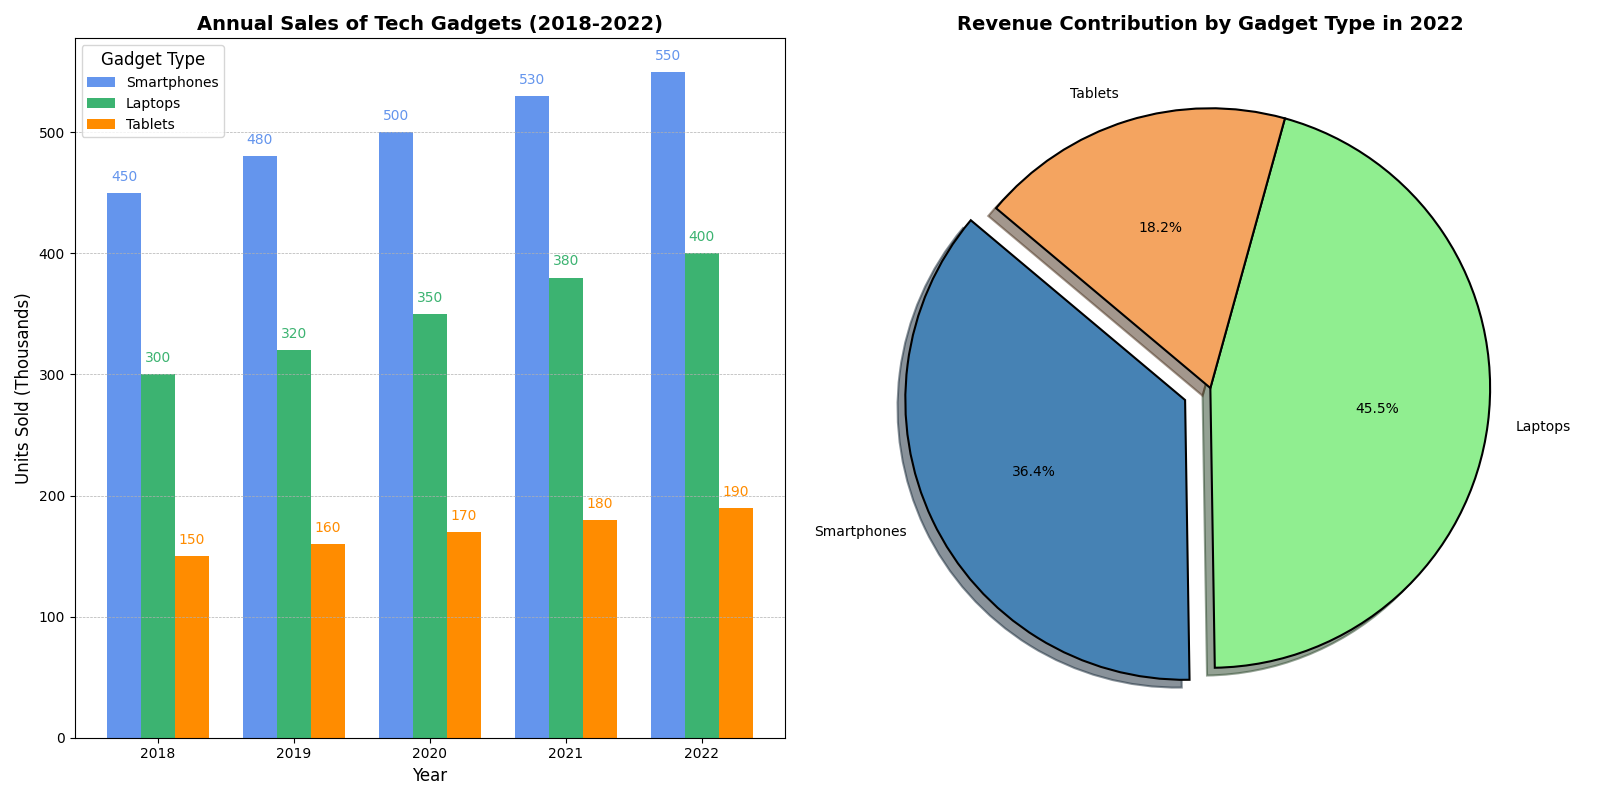 Annual Sales of Tech Gadgets (2018-2022)
Gadget Type
Smartphones
Laptops
Tablets
Units Sold (Thousands)
500
400
300
200
100
0
450
300
150
480
320
160
500
350
170
530
380
180
550
400
190
2018
2019
2020
2021
2022
Year
Revenue Contribution by Gadget Type in 2022
Tablets
18.2%
45.5%
Laptops
36.4%
Smartphones